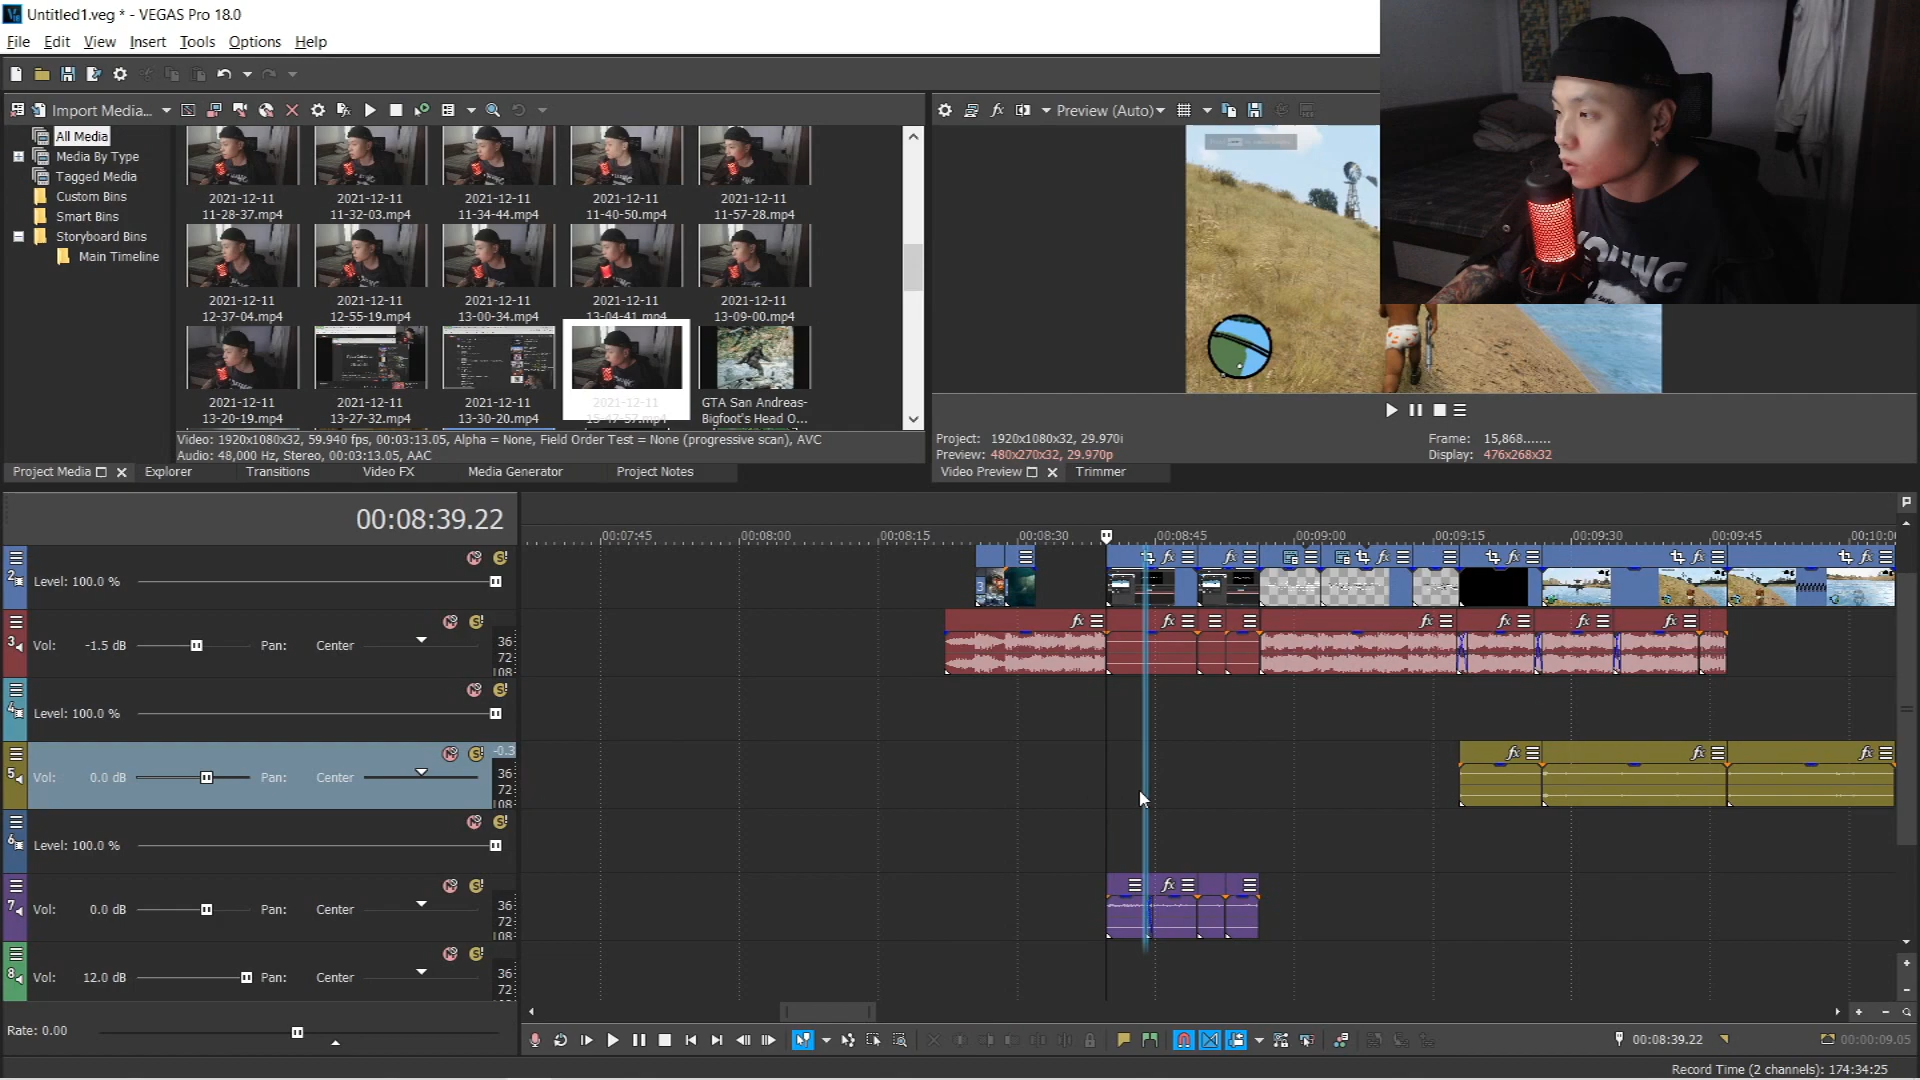 Untitled1.veg * - VEGAS Pro 18.0
File Edit View Insert Tools Options Help
Import Media...
Preview (Auto)
All Media
Media By Type
Tagged Media
Custom Bins
Smart Bins
Storyboard Bins
Main Timeline
2021-12-11 11-28-37.mp4
2021-12-11 11-32-03.mp4
2021-12-11 11-34-44.mp4
2021-12-11 11-40-50.mp4
2021-12-11 11-57-28.mp4
2021-12-11 12-37-04.mp4
2021-12-11 12-55-19.mp4
2021-12-11 13-00-34.mp4
2021-12-11 13-04-41.mp4
2021-12-11 13-09-00.mp4
2021-12-11 13-20-19.mp4
2021-12-11 13-27-32.mp4
2021-12-11 13-30-20.mp4
2021-12-11 15-47-57.mp4
GTA San Andreas- Bigfoot's Head O...
Video: 1920x1080x32, 59.940 fps, 00:03:13.05, Alpha = None, Field Order Test = None (progressive scan), AVC
Audio: 48,000 Hz, Stereo, 00:03:13.05, AAC
Project Media Explorer Transitions Video FX Media Generator Project Notes
YOUNG
Project: 1920x1080x32, 29.970i
Frame: 15,868.......
Preview: 480x270x32, 29.970p
Display: 476x268x32
Video Preview Trimmer
00:08:39.22
00:07:45 00:08:00 00:08:15 00:08:30 00:08:45 00:09:00 00:09:15 00:09:30 00:09:45 00:10:00
2 Level: 100.0 %
3 Vol: -1.5 dB Pan: Center 36 72 108
4 Level: 100.0 %
5 Vol: 0.0 dB Pan: Center -0.3 36 72 108
6 Level: 100.0 %
7 Vol: 0.0 dB Pan: Center 36 72 108
8 Vol: 12.0 dB Pan: Center 36 72
Rate: 0.00
00:08:39.22
00:00:09.05
Record Time (2 channels): 174:34:25